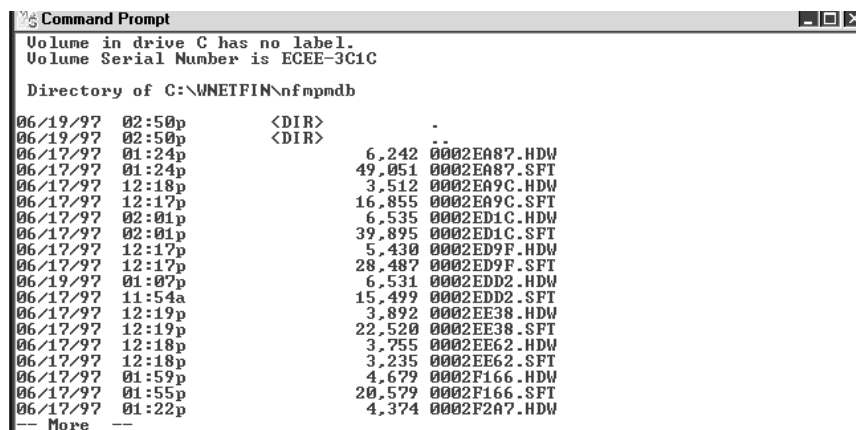 Command Prompt
Volume in drive C has no label.
Volume Serial Number is ECEE-3C1C
Directory of C:\WNETFIN\nfmpmdb
06/19/97 02:50p <DIR> .
06/19/97 02:50p <DIR> ..
06/17/97 01:24p 6,242 0002EA87.HDW
06/17/97 01:24p 49,051 0002EA87.SFT
06/17/97 12:18p 3,512 0002EA9C.HDW
06/17/97 12:17p 16,855 0002EA9C.SFT
06/17/97 02:01p 6,535 0002ED1C.HDW
06/17/97 02:01p 39,895 0002ED1C.SFT
06/17/97 12:17p 5,430 0002ED9F.HDW
06/17/97 12:17p 28,487 0002ED9F.SFT
06/19/97 01:07p 6,531 0002EDD2.HDW
06/17/97 11:54a 15,499 0002EDD2.SFT
06/17/97 12:19p 3,892 0002EE38.HDW
06/17/97 12:19p 22,520 0002EE38.SFT
06/17/97 12:18p 3,755 0002EE62.HDW
06/17/97 12:18p 3,235 0002EE62.SFT
06/17/97 01:59p 4,679 0002F166.HDW
06/17/97 01:55p 20,579 0002F166.SFT
06/17/97 01:22p 4,374 0002F2A7.HDW
-- More --